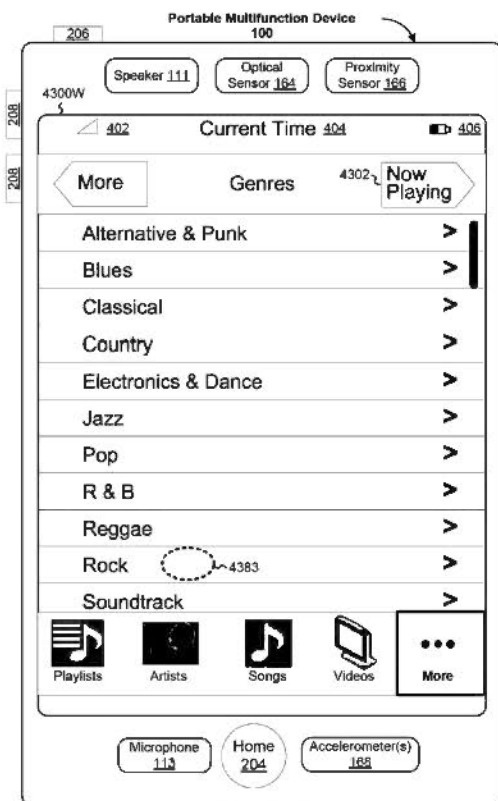 Portable Multifunction Device
100
206
Speaker 111
Optical
Sensor 164
Proximity
Sensor 166
4300W
208
208
402
Current Time 404
406
More
Genres
4302
Now
Playing
Alternative & Punk >
Blues >
Classical >
Country >
Electronics & Dance >
Jazz >
Pop >
R & B >
Reggae >
Rock >
4383
Soundtrack >
Playlists
Artists
Songs
Videos
More
Microphone
113
Home
204
Accelerometer(s)
168